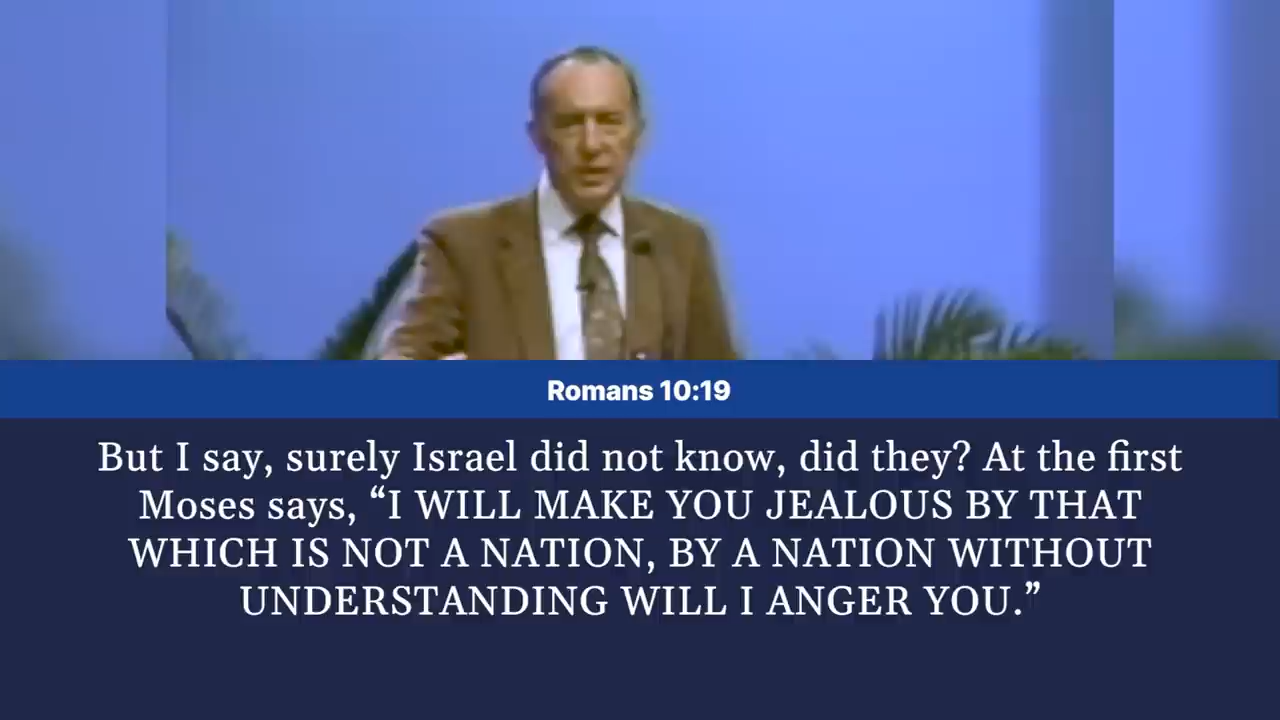 Romans 10:19
But I say, surely Israel did not know, did they? At the first
Moses says, “I WILL MAKE YOU JEALOUS BY THAT
WHICH IS NOT A NATION, BY A NATION WITHOUT
UNDERSTANDING WILL I ANGER YOU.”